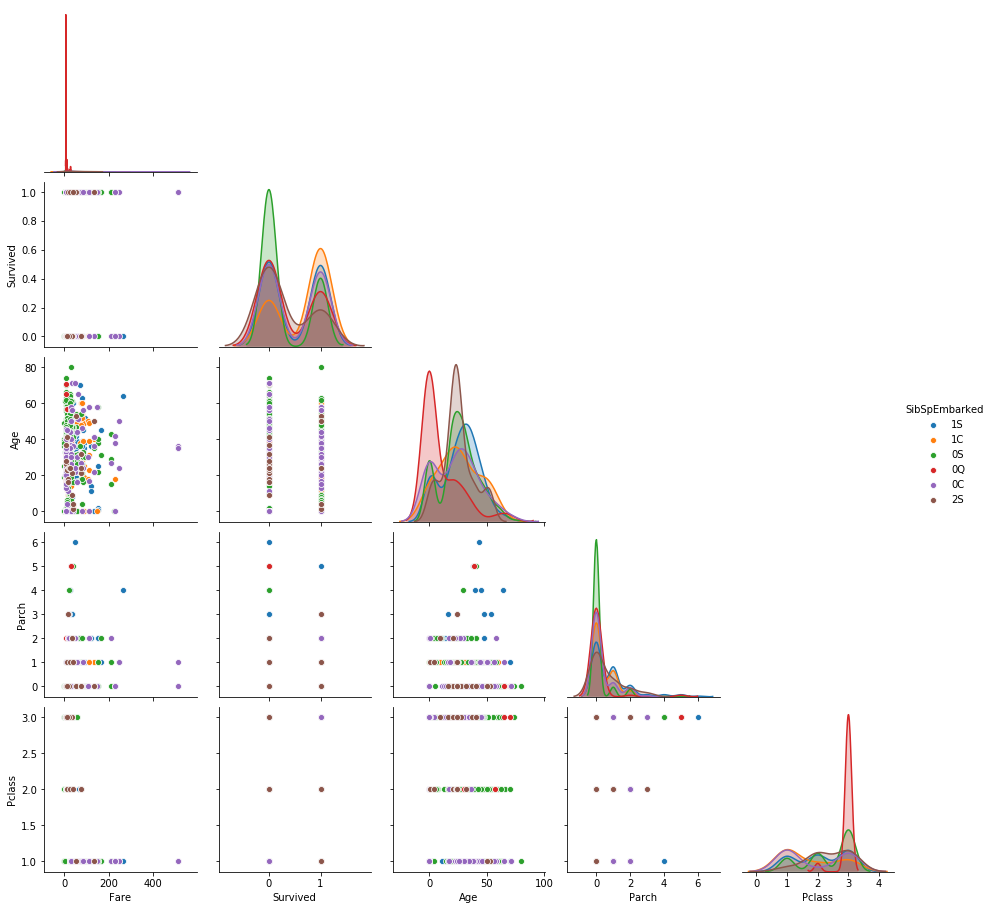 1.0
0.8
0.6
0.4
0.2
0.0
Survived
80
60
40
20
0
Age
SibSpEmbarked
1S
1C
0S
0Q
0C
2S
6
5
4
3
2
1
0
Parch
3.0
2.5
2.0
1.5
1.0
Pclass
0 200 400
Fare
0 1
Survived
0 50 100
Age
0 2 4 6
Parch
0 1 2 3 4
Pclass